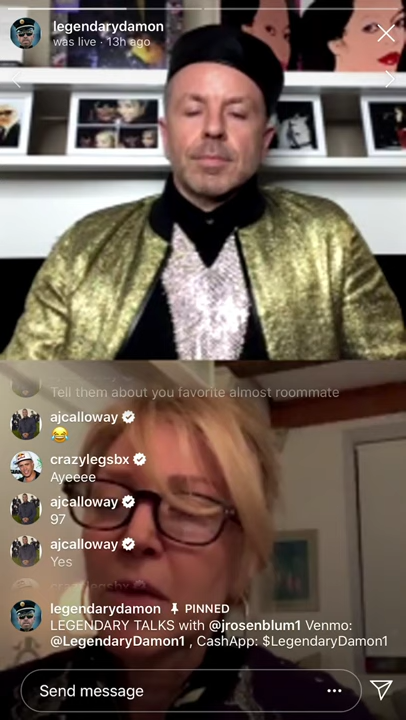 legendarydamon
was live · 13h ago
Tell them about you favorite almost roommate
ajcalloway
😂
crazylegsbx
Ayeeee
ajcalloway
97
ajcalloway
Yes
crazylegsbx
legendarydamon PINNED
LEGENDARY TALKS with @jrosenblum1 Venmo:
@LegendaryDamon1 , CashApp: $LegendaryDamon1
Send message